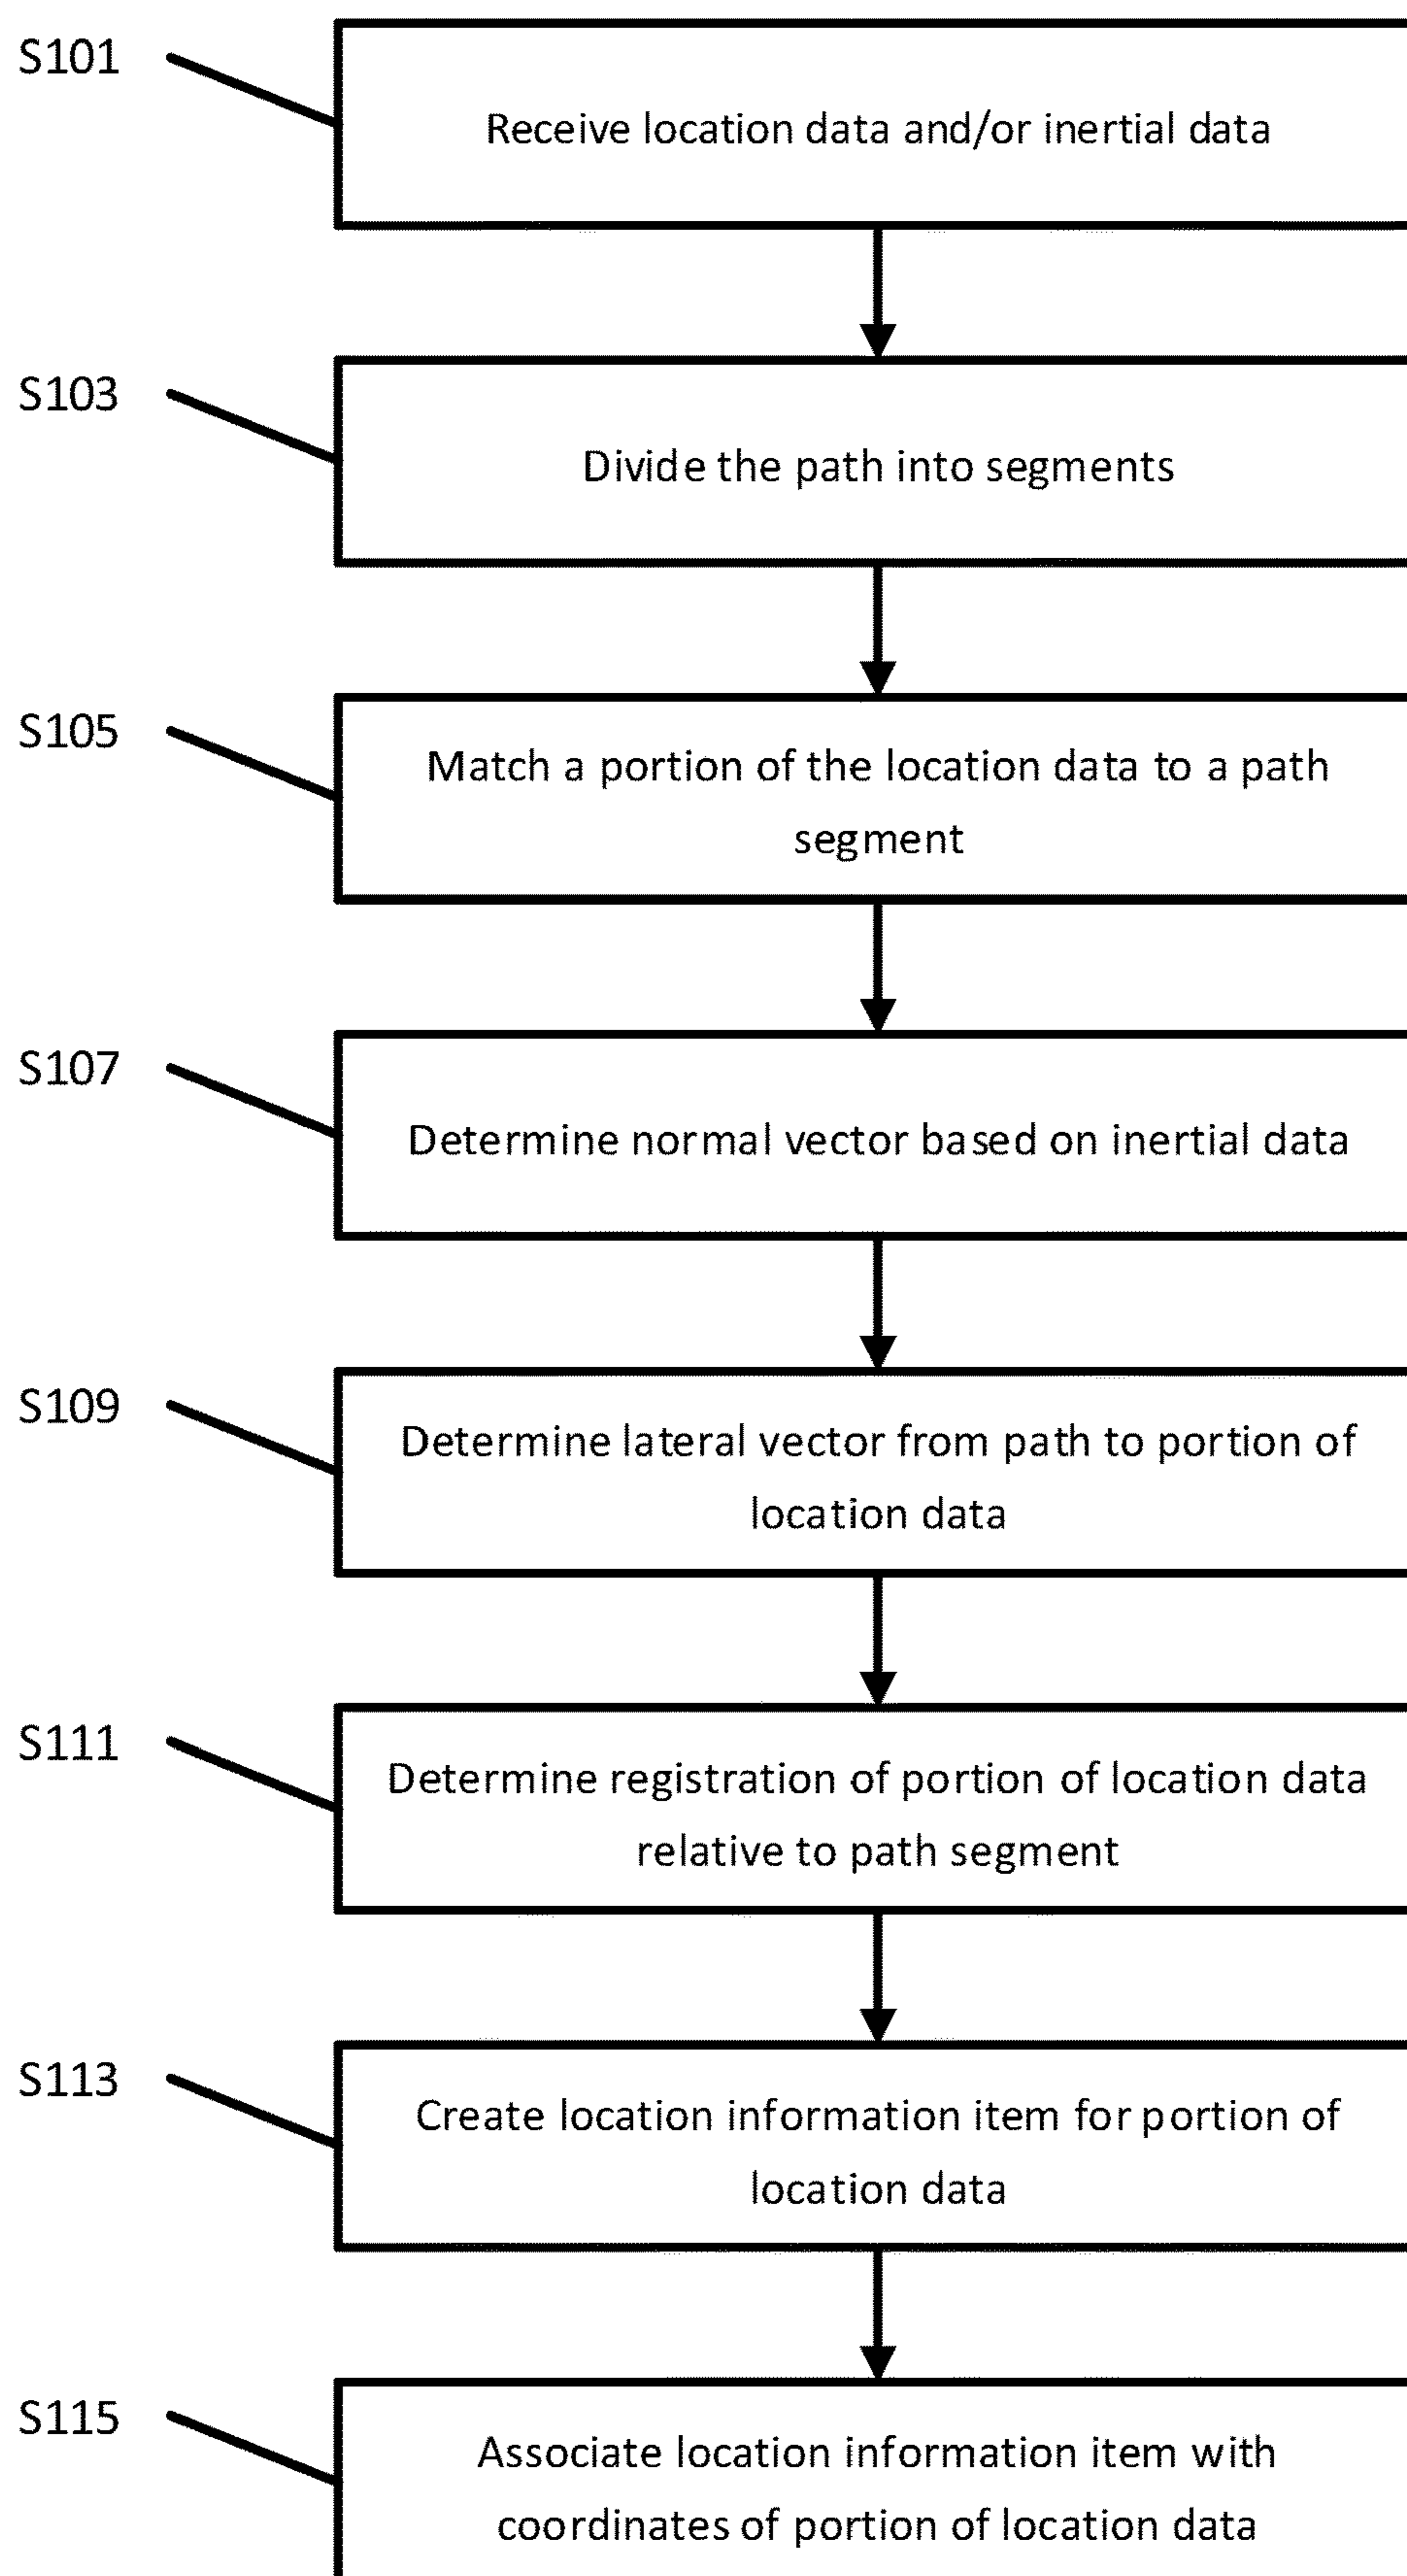 S101
Receive location data and/or inertial data
S103
Divide the path into segments
S105
Match a portion of the location data to a path
segment
S107
Determine normal vector based on inertial data
S109
Determine lateral vector from path to portion of
location data
S111
Determine registration of portion of location data
relative to path segment
S113
Create location information item for portion of
location data
S115
Associate location information item with
coordinates of portion of location data